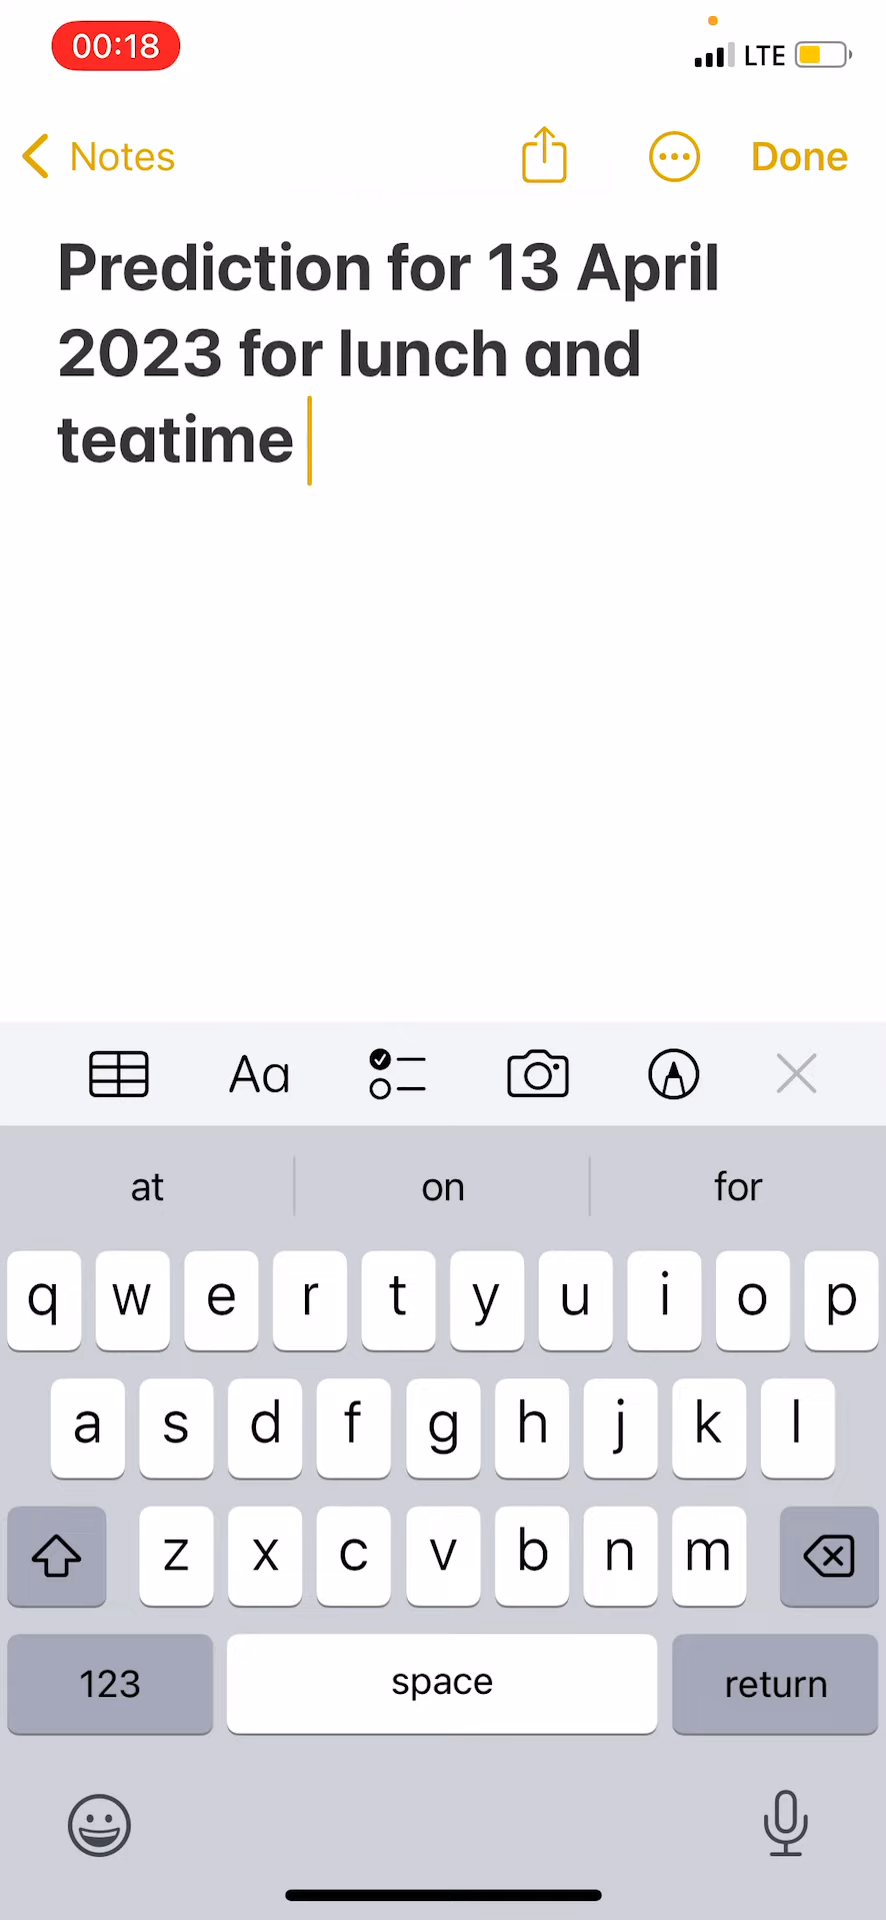 00:18 LTE
Notes Done
Prediction for 13 April
2023 for lunch and
teatime
Aa
at on for
q w e r t y u i o p
a s d f g h j k l
z x c v b n m
123 space return